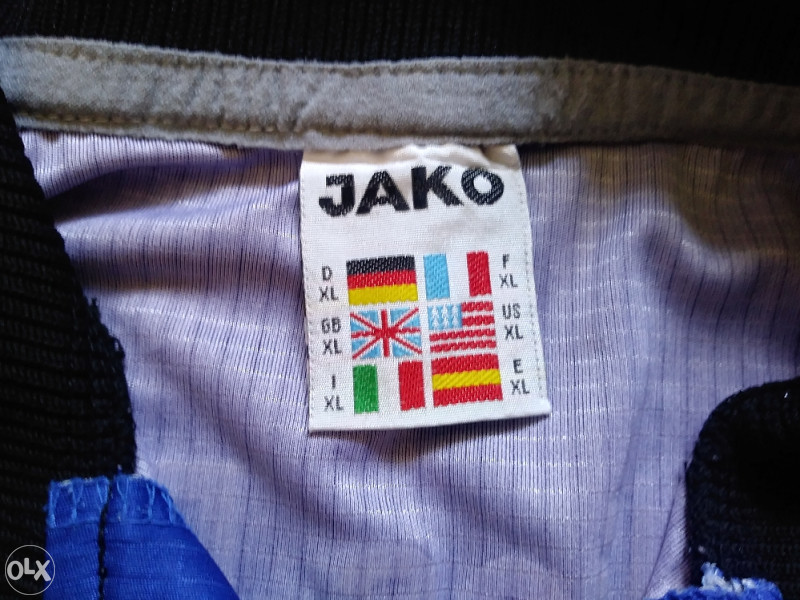 JAKO
D XL F XL
GB XL US XL
I XL E XL
OLX